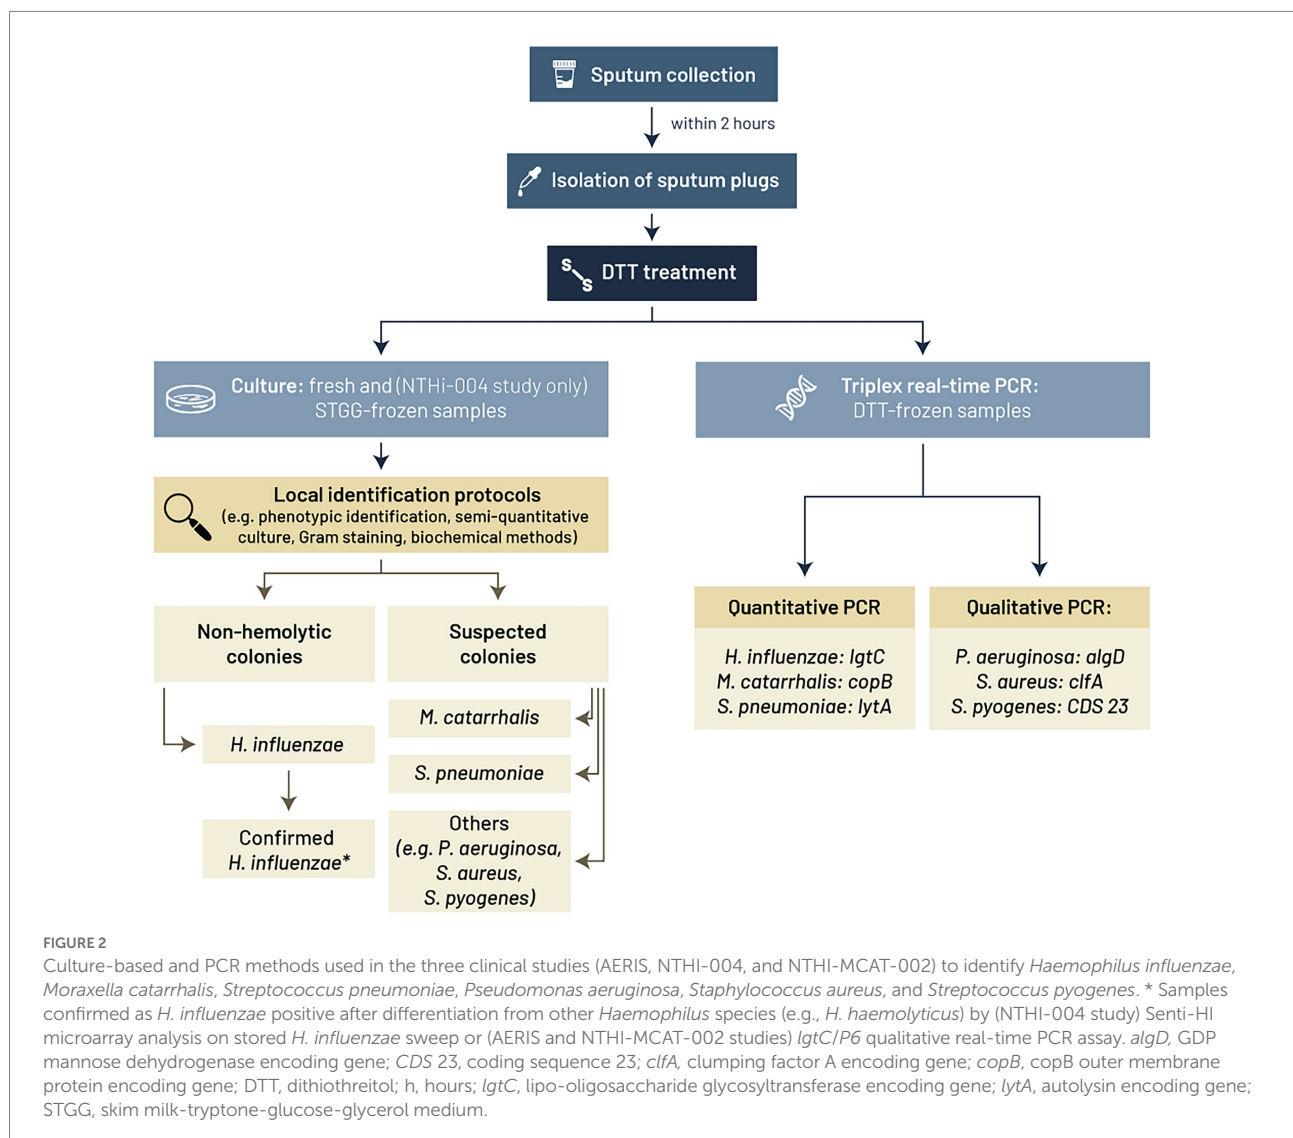 Sputum collection
within 2 hours
Isolation of sputum plugs
S
S
DTT treatment
Culture: fresh and (NTHi-004 study only)
STGG-frozen samples
Triplex real-time PCR:
DTT-frozen samples
Local identification protocols
(e.g. phenotypic identification, semi-quantitative
culture, Gram staining, biochemical methods)
Non-hemolytic
colonies
Suspected
colonies
H. influenzae
Confirmed
H. influenzae*
M. catarrhalis
S. pneumoniae
Others
(e.g. P. aeruginosa,
S. aureus,
S. pyogenes)
Quantitative PCR
H. influenzae: lgtC
M. catarrhalis: copB
S. pneumoniae: lytA
Qualitative PCR:
P. aeruginosa: algD
S. aureus: clfA
S. pyogenes: CDS 23
FIGURE 2
Culture-based and PCR methods used in the three clinical studies (AERIS, NTHI-004, and NTHI-MCAT-002) to identify Haemophilus influenzae,
Moraxella catarrhalis, Streptococcus pneumoniae, Pseudomonas aeruginosa, Staphylococcus aureus, and Streptococcus pyogenes. * Samples
confirmed as H. influenzae positive after differentiation from other Haemophilus species (e.g., H. haemolyticus) by (NTHI-004 study) Senti-HI
microarray analysis on stored H. influenzae sweep or (AERIS and NTHI-MCAT-002 studies) lgtC/P6 qualitative real-time PCR assay. algD, GDP
mannose dehydrogenase encoding gene; CDS 23, coding sequence 23; clfA, clumping factor A encoding gene; copB, copB outer membrane
protein encoding gene; DTT, dithiothreitol; h, hours; lgtC, lipo-oligosaccharide glycosyltransferase encoding gene; lytA, autolysin encoding gene;
STGG, skim milk-tryptone-glucose-glycerol medium.